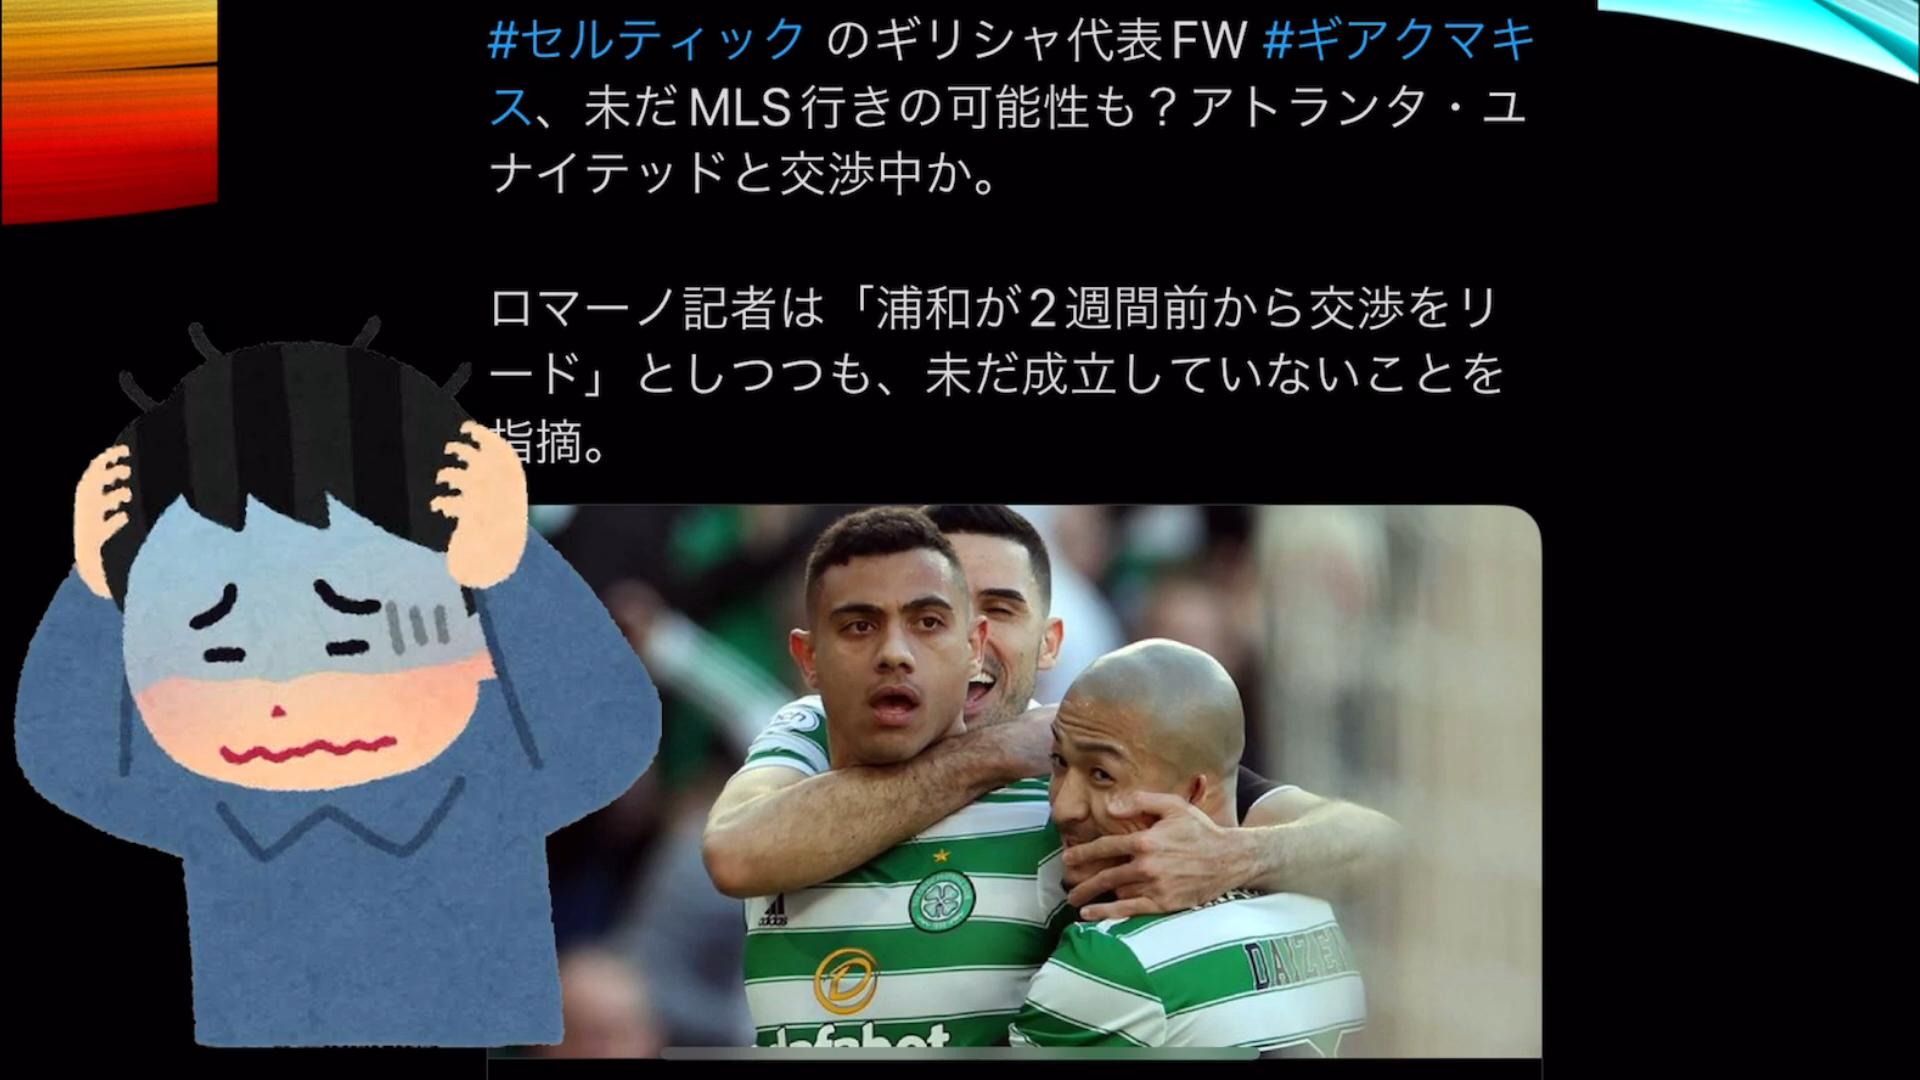 #セルティック のギリシャ代表FW #ギアクマキ
ス、未だMLS行きの可能性も？アトランタ・ユ
ナイテッドと交渉中か。
ロマーノ記者は「浦和が2週間前から交渉をリ
ード」としつつも、未だ成立していないことを
指摘。
adidas
DAIZEN
dafabet